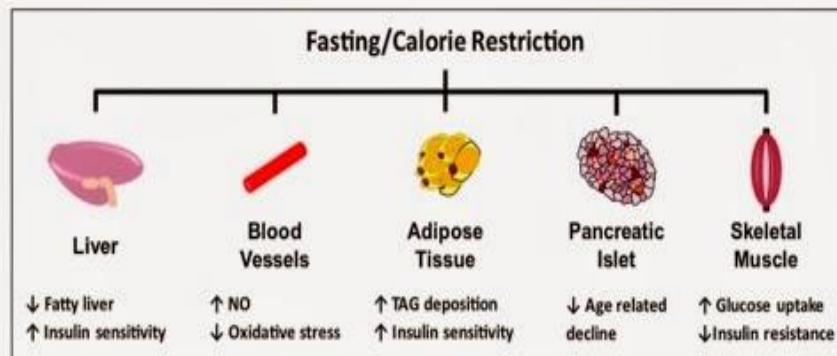 Fasting/Calorie Restriction
Liver
Blood
Vessels
Adipose
Tissue
Pancreatic
Islet
Skeletal
Muscle
↓ Fatty liver
↑ Insulin sensitivity
↑ NO
↓ Oxidative stress
↑ TAG deposition
↑ Insulin sensitivity
↓ Age related
decline
↑ Glucose uptake
↓Insulin resistance